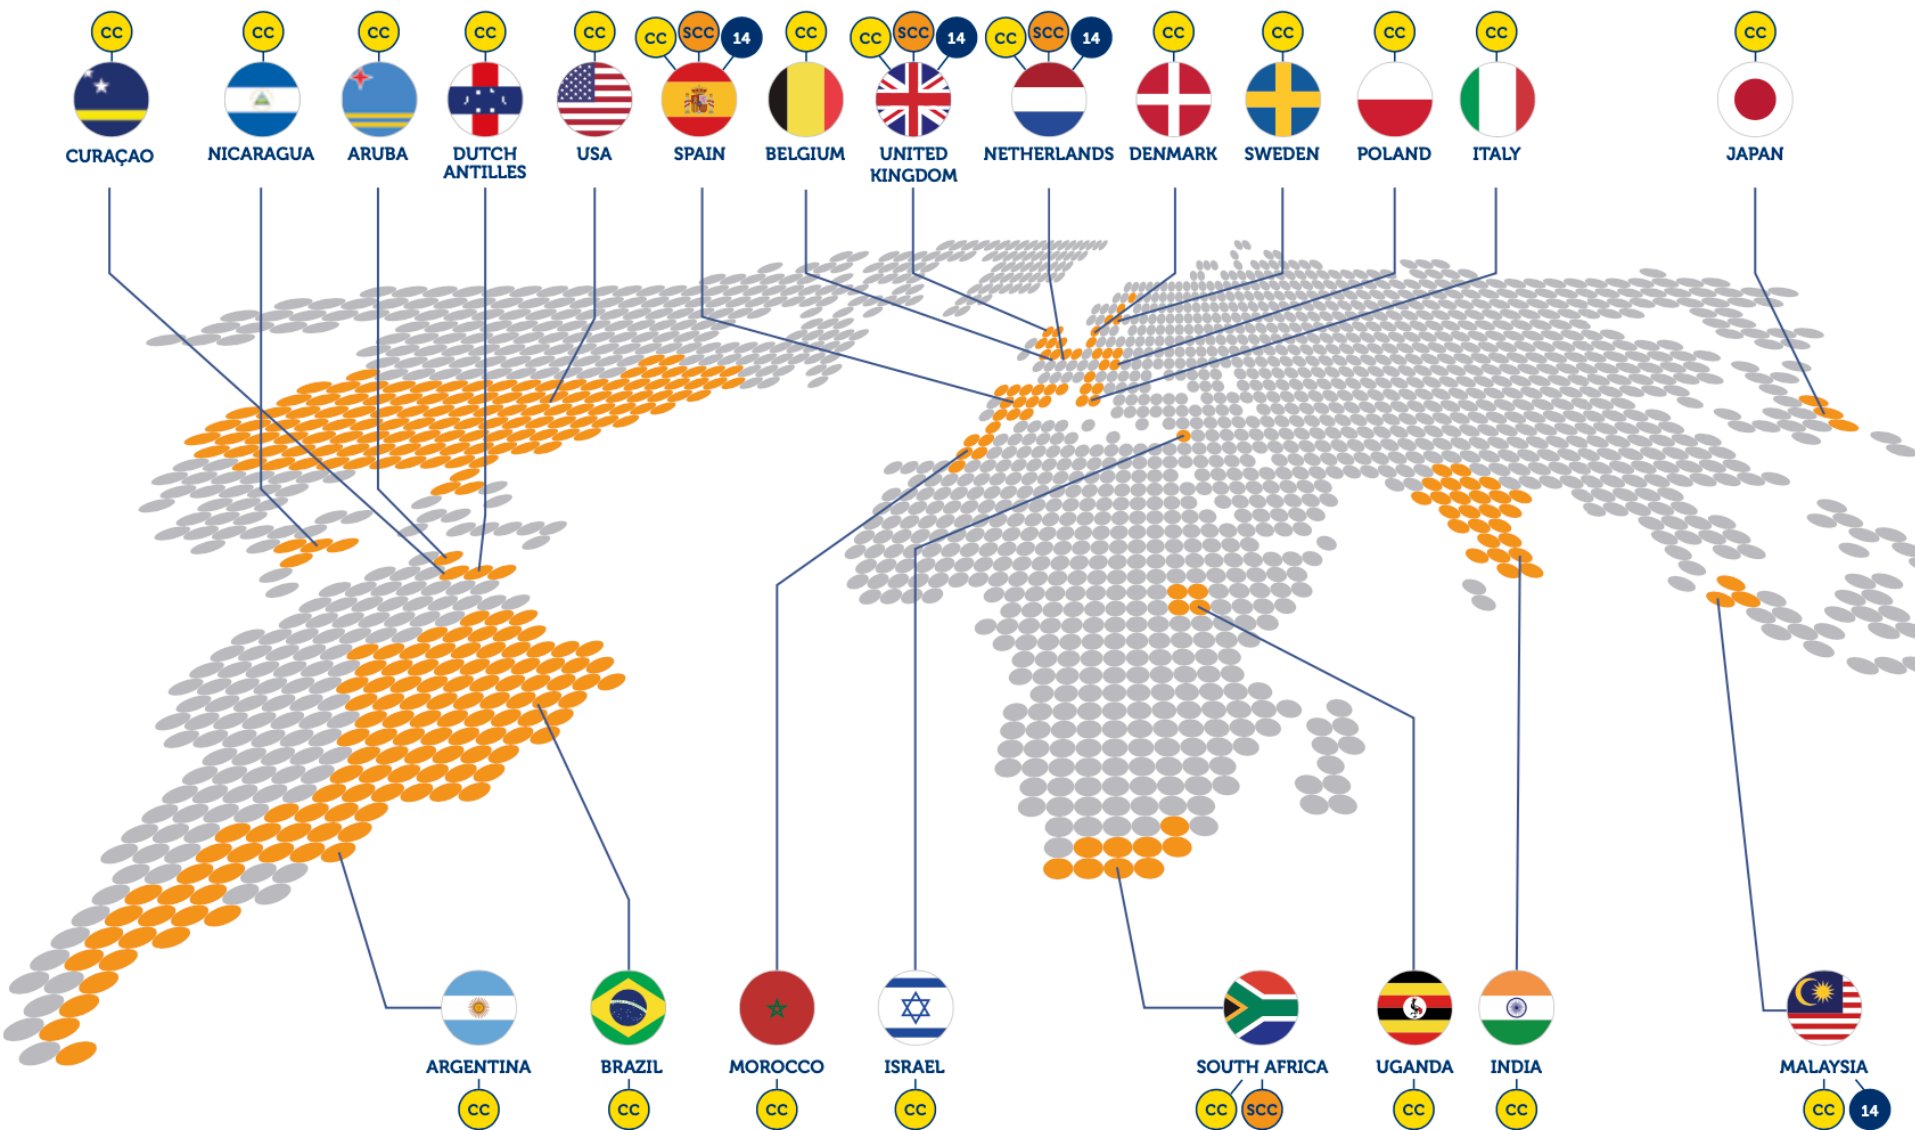 CC
CC
CC
CC
CC
CC SCC 14
CC
CC SCC 14
CC SCC 14
CC
CC
CC
CC
CC
CURAÇAO
NICARAGUA
ARUBA
DUTCH
ANTILLES
USA
SPAIN
BELGIUM
UNITED
KINGDOM
NETHERLANDS
DENMARK
SWEDEN
POLAND
ITALY
JAPAN
ARGENTINA
BRAZIL
MOROCCO
ISRAEL
SOUTH AFRICA
UGANDA
INDIA
MALAYSIA
CC
CC
CC
CC
CC SCC
CC
CC
CC 14